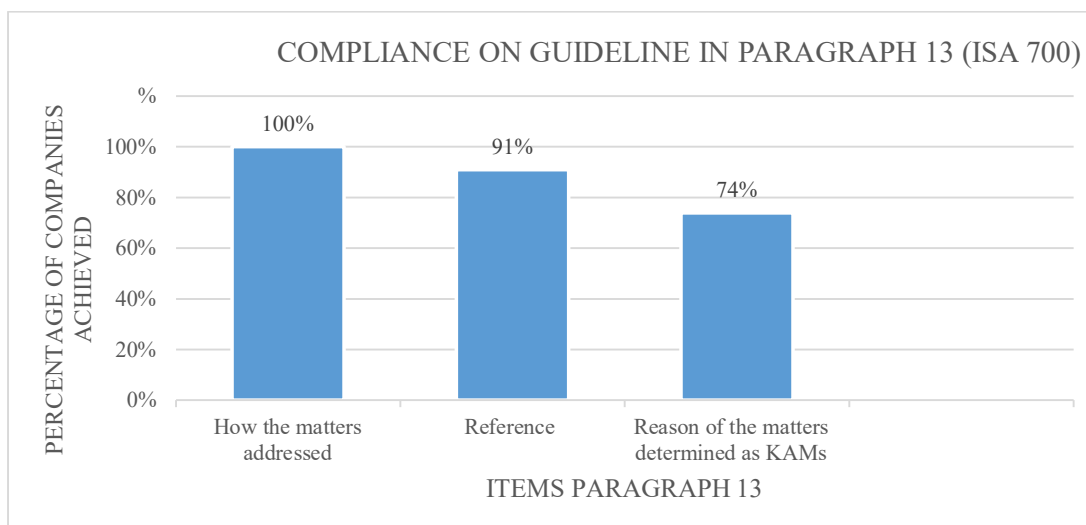 COMPLIANCE ON GUIDELINE IN PARAGRAPH 13 (ISA 700)
PERCENTAGE OF COMPANIES
ACHIEVED
%
100%
80%
60%
40%
20%
0%
100%
91%
74%
How the matters
addressed
Reference
Reason of the matters
determined as KAMs
ITEMS PARAGRAPH 13